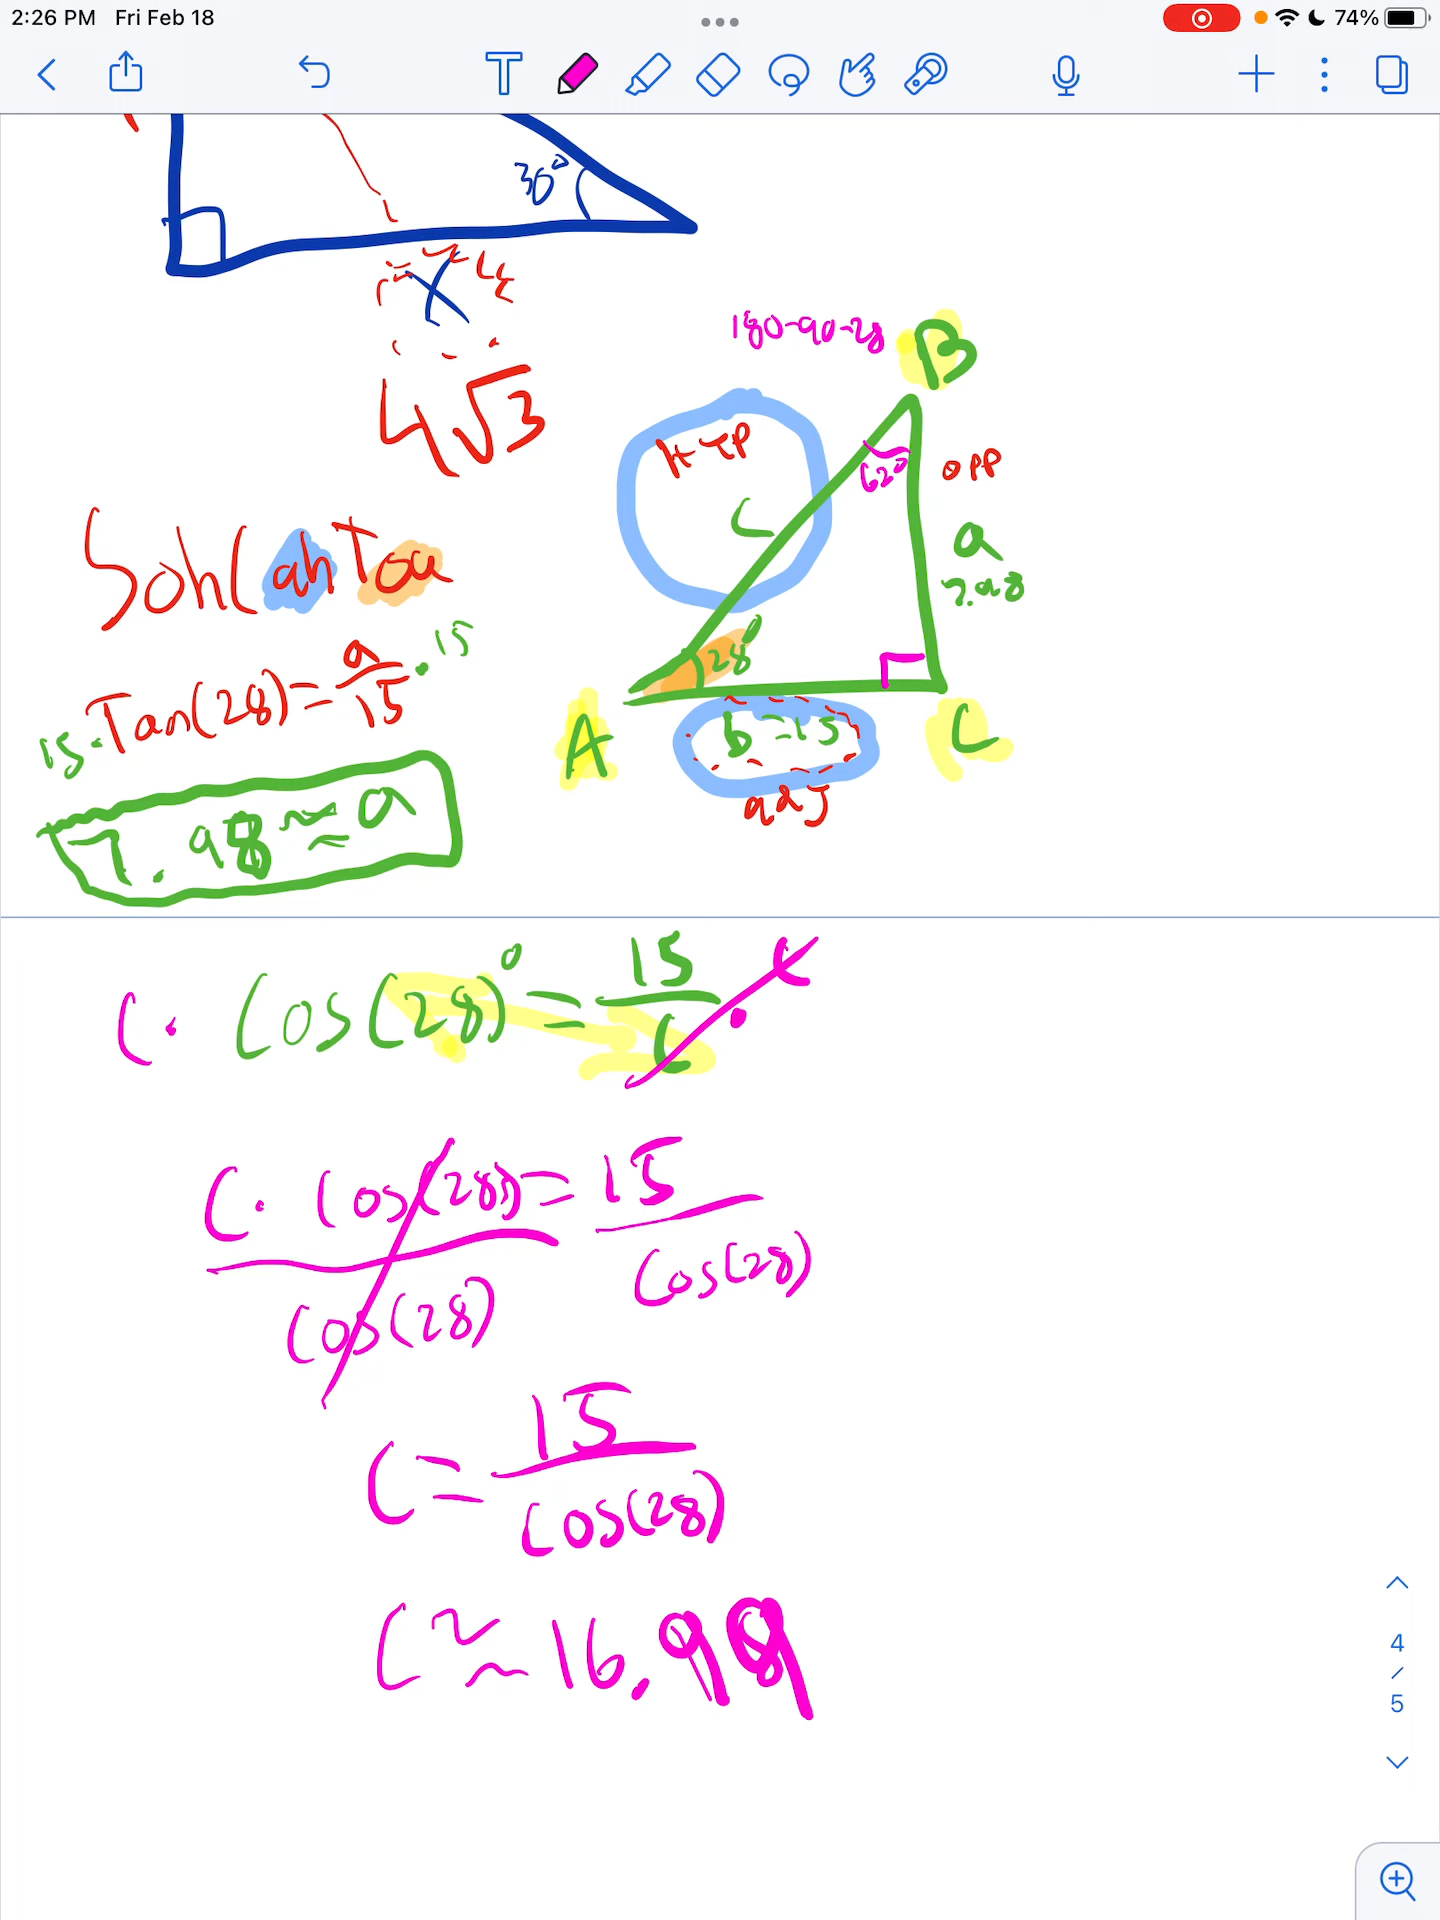 2:26 PM Fri Feb 18
74%
30°
X
4√3
180-90-28
B
HYP
62°
opp
c
a
7.98
SohCahToa
28°
15·Tan(28)=a/15·15
A
b=15
C
adj
7.98≈a
C·Cos(28)°=15/C·C
C·Cos(28)=15
Cos(28) Cos(28)
C=15/Cos(28)
C≈16.99
4
/
5